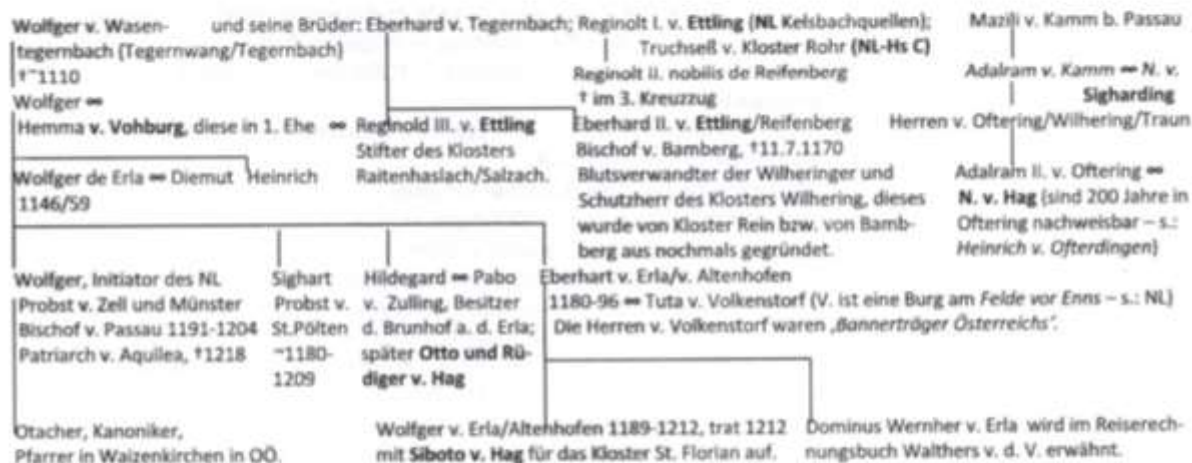 Wolfger v. Wasen- und seine Brüder: Eberhard v. Tegernbach; Reginolt I. v. Ettling (NL Kelsbachquellen); Mazili v. Kamm b. Passau
tegernbach (Tegernwang/Tegernbach) Truchseß v. Kloster Rohr (NL-Hs C)
†~1110 Reginolt II. nobilis de Reifenberg Adalram v. Kamm ⚭ N. v.
Wolfger ⚭ † im 3. Kreuzzug Sigharding
Hemma v. Vohburg, diese in 1. Ehe ⚭ Reginold III. v. Ettling Eberhard II. v. Ettling/Reifenberg Herren v. Oftering/Wilhering/Traun
Stifter des Klosters Bischof v. Bamberg, †11.7.1170
Wolfger de Erla ⚭ Diemut Heinrich Raitenhaslach/Salzach. Blutsverwandter der Wilheringer und Adalram II. v. Oftering ⚭
1146/59 Schutzherr des Klosters Wilhering, dieses N. v. Hag (sind 200 Jahre in
wurde von Kloster Rein bzw. von Bamb- Oftering nachweisbar – s.:
berg aus nochmals gegründet. Heinrich v. Ofterdingen)
Wolfger, Initiator des NL Sighart Hildegard ⚭ Pabo Eberhart v. Erla/v. Altenhofen
Probst v. Zell und Münster Probst v. v. Zulling, Besitzer 1180-96 ⚭ Tuta v. Volkenstorf (V. ist eine Burg am Felde vor Enns – s.: NL)
Bischof v. Passau 1191-1204 St.Pölten d. Brunhof a. d. Erla; Die Herren v. Volkenstorf waren „Bannerträger Österreichs'.
Patriarch v. Aquilea, †1218 ~1180- später Otto und Rü-
1209 diger v. Hag
Otacher, Kanoniker, Wolfger v. Erla/Altenhofen 1189-1212, trat 1212 Dominus Wernher v. Erla wird im Reiserech-
Pfarrer in Waizenkirchen in OÖ. mit Siboto v. Hag für das Kloster St. Florian auf. nungsbuch Walthers v. d. V. erwähnt.